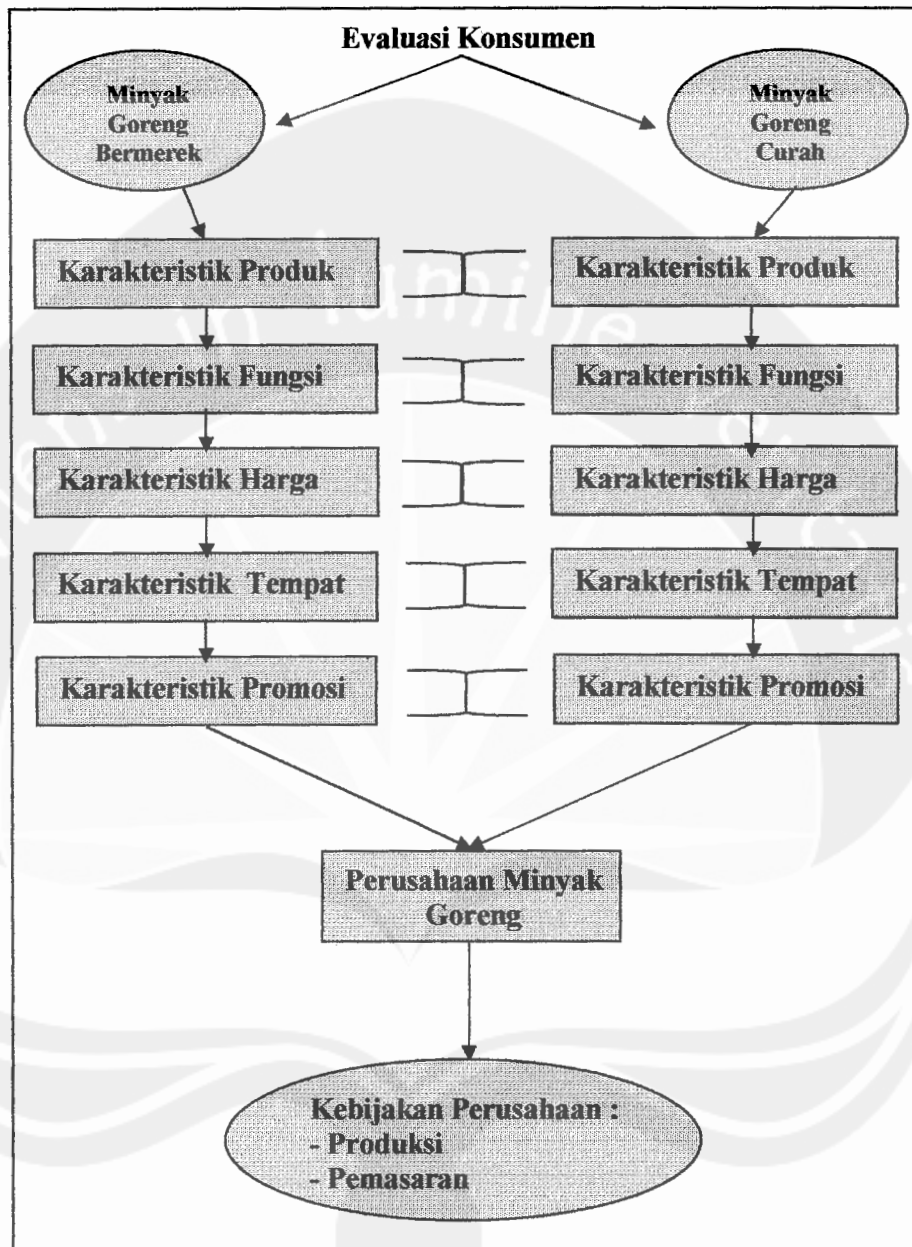 Evaluasi Konsumen
Minyak
Goreng
Bermerek
Minyak
Goreng
Curah
Karakteristik Produk
Karakteristik Produk
Karakteristik Fungsi
Karakteristik Fungsi
Karakteristik Harga
Karakteristik Harga
Karakteristik Tempat
Karakteristik Tempat
Karakteristik Promosi
Karakteristik Promosi
Perusahaan Minyak
Goreng
Kebijakan Perusahaan :
- Produksi
- Pemasaran
lumine